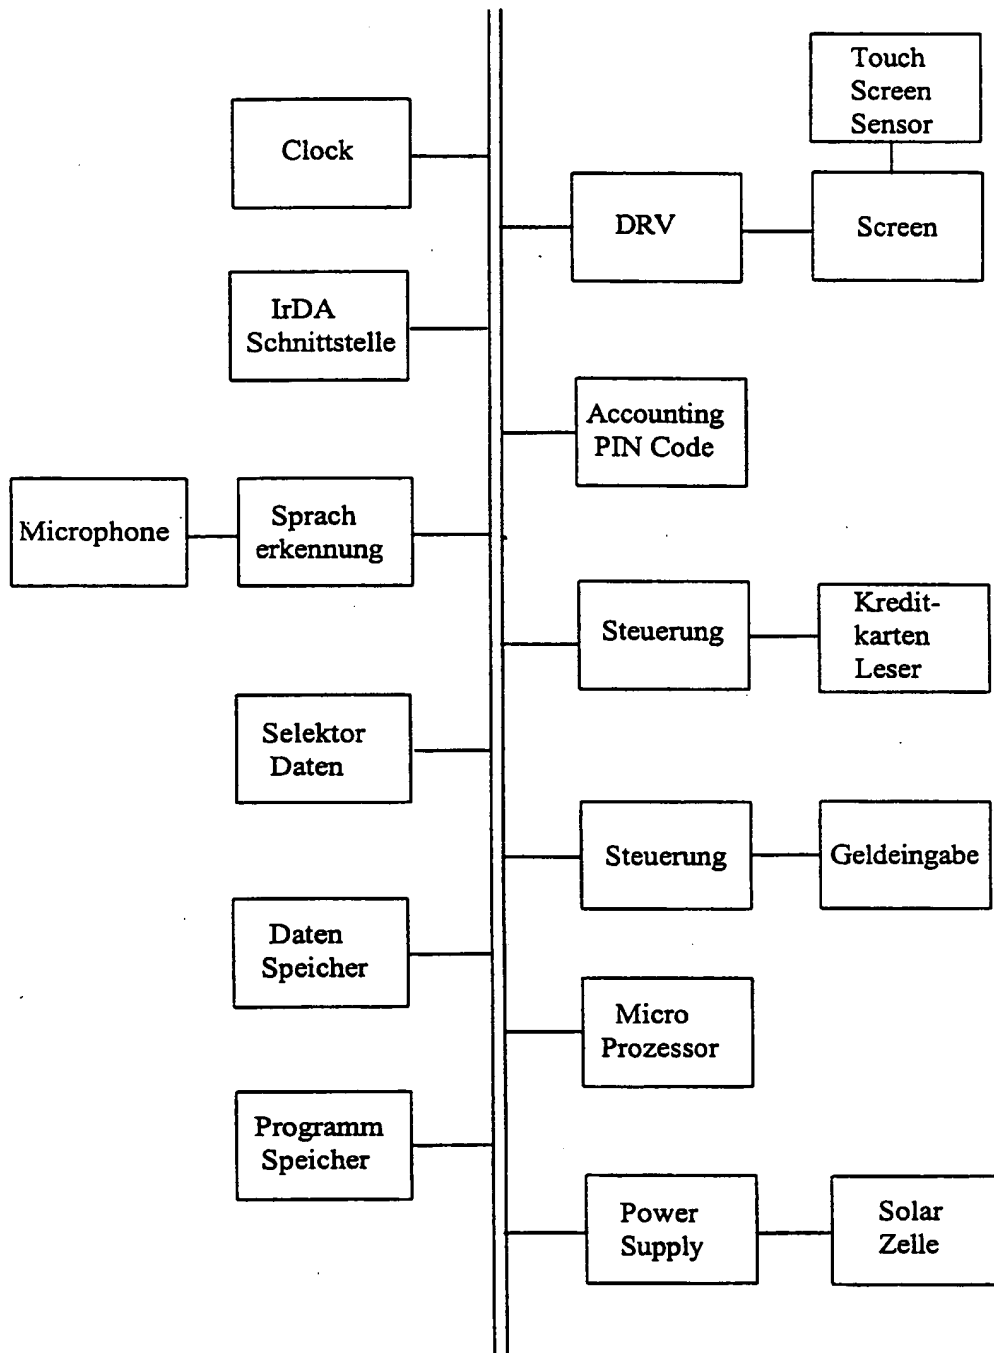 Touch
Screen
Sensor
Clock
DRV
Screen
IrDA
Schnittstelle
Accounting
PIN Code
Microphone
Sprach
erkennung
Steuerung
Kredit-
karten
Leser
Selektor
Daten
Steuerung
Geldeingabe
Daten
Speicher
Micro
Prozessor
Programm
Speicher
Power
Supply
Solar
Zelle